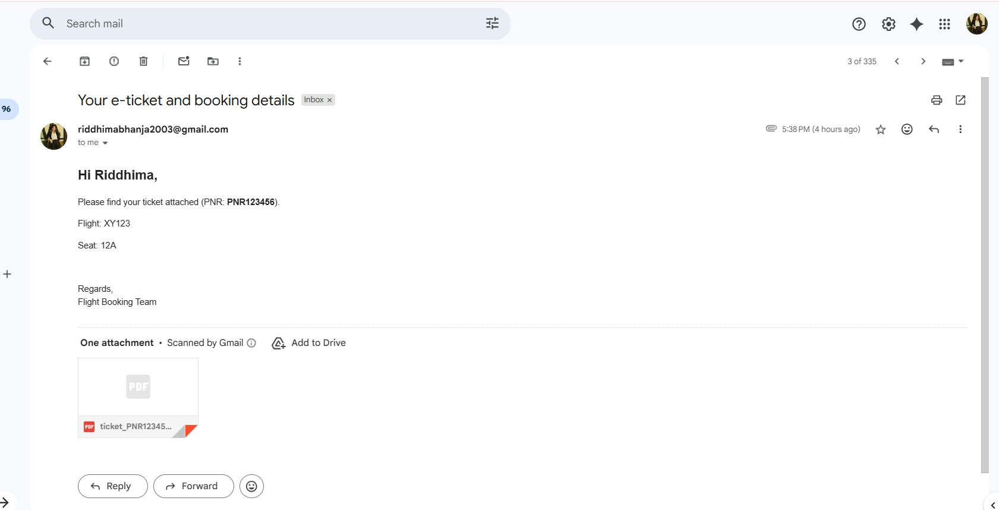 Search mail
3 of 335
Your e-ticket and booking details Inbox ×
96
riddhimabhanja2003@gmail.com 5:38 PM (4 hours ago)
to me
Hi Riddhima,
Please find your ticket attached (PNR: PNR123456).
Flight: XY123
Seat: 12A
Regards,
Flight Booking Team
One attachment • Scanned by Gmail Add to Drive
PDF
PDF ticket_PNR12345...
Reply Forward